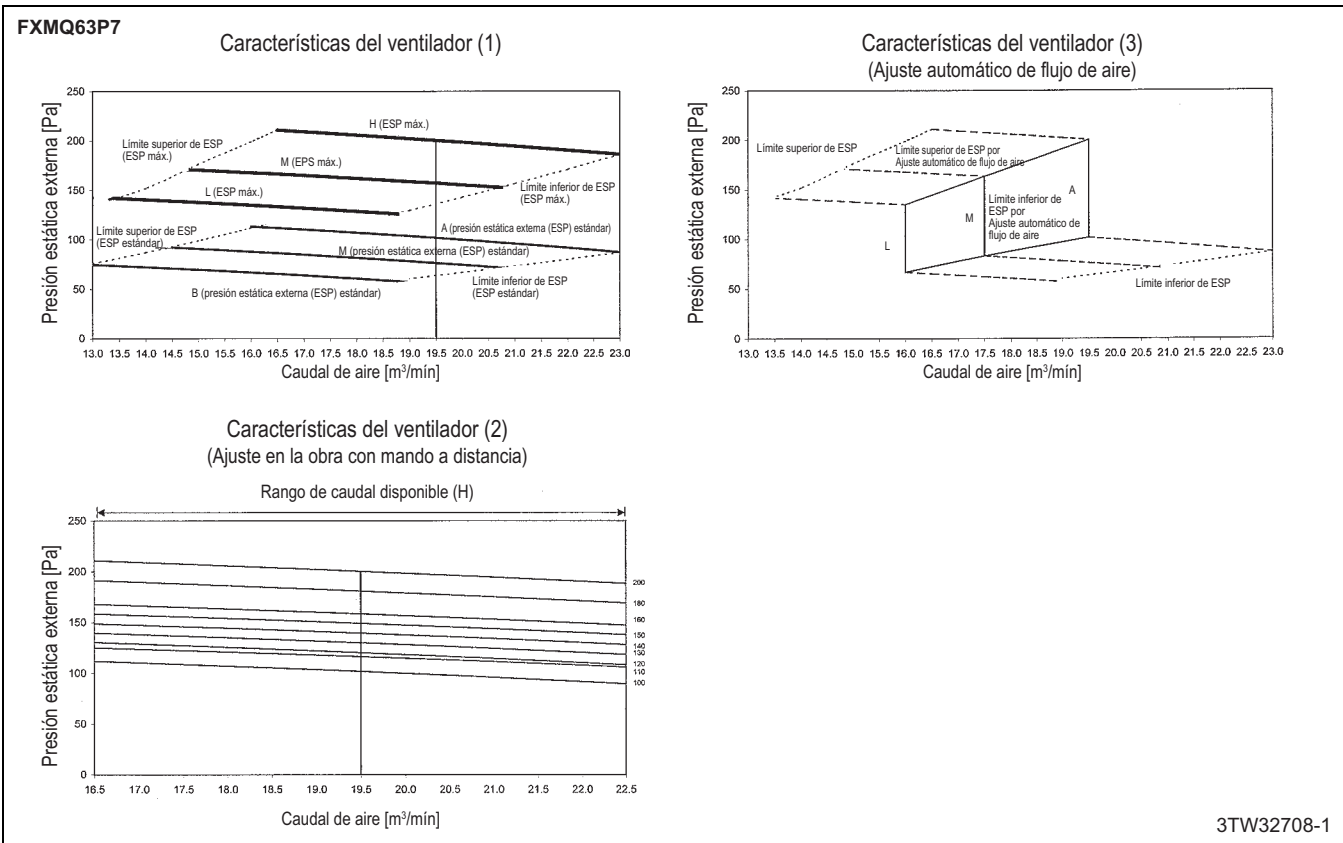 FXMQ63P7
Características del ventilador (1)
Presión estática externa [Pa]
250
200
150
100
50
0
H (ESP máx.)
Límite superior de ESP
(ESP máx.)
M (EPS máx.)
L (ESP máx.)
Límite inferior de ESP
(ESP máx.)
Límite superior de ESP
(ESP estándar)
A (presión estática externa (ESP) estándar)
M (presión estática externa (ESP) estándar)
B (presión estática externa (ESP) estándar)
Límite inferior de ESP
(ESP estándar)
13.0 13.5 14.0 14.5 15.0 15.5 16.0 16.5 17.0 17.5 18.0 18.5 19.0 19.5 20.0 20.5 21.0 21.5 22.0 22.5 23.0
Caudal de aire [m³/mín]
Características del ventilador (3)
(Ajuste automático de flujo de aire)
Presión estática externa [Pa]
250
200
150
100
50
0
Límite superior de ESP
Límite superior de ESP por
Ajuste automático de flujo de aire
A
M
L
Límite inferior de
ESP por
Ajuste automático de
flujo de aire
Límite inferior de ESP
13.0 13.5 14.0 14.5 15.0 15.5 16.0 16.5 17.0 17.5 18.0 18.5 19.0 19.5 20.0 20.5 21.0 21.5 22.0 22.5 23.0
Caudal de aire [m³/mín]
Características del ventilador (2)
(Ajuste en la obra con mando a distancia)
Rango de caudal disponible (H)
Presión estática externa [Pa]
250
200
150
100
50
0
200
180
160
150
140
130
120
110
100
16.5 17.0 17.5 18.0 18.5 19.0 19.5 20.0 20.5 21.0 21.5 22.0 22.5
Caudal de aire [m³/mín]
3TW32708-1